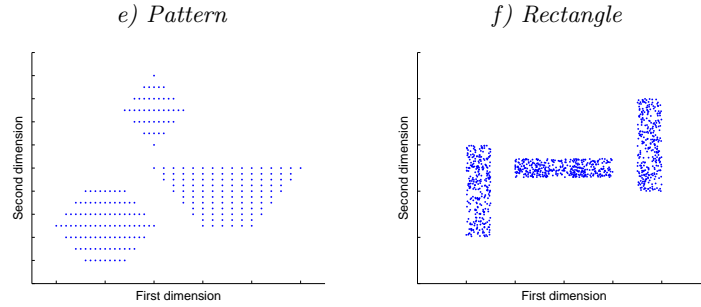 e) Pattern
f) Rectangle
Second dimension
First dimension
Second dimension
First dimension